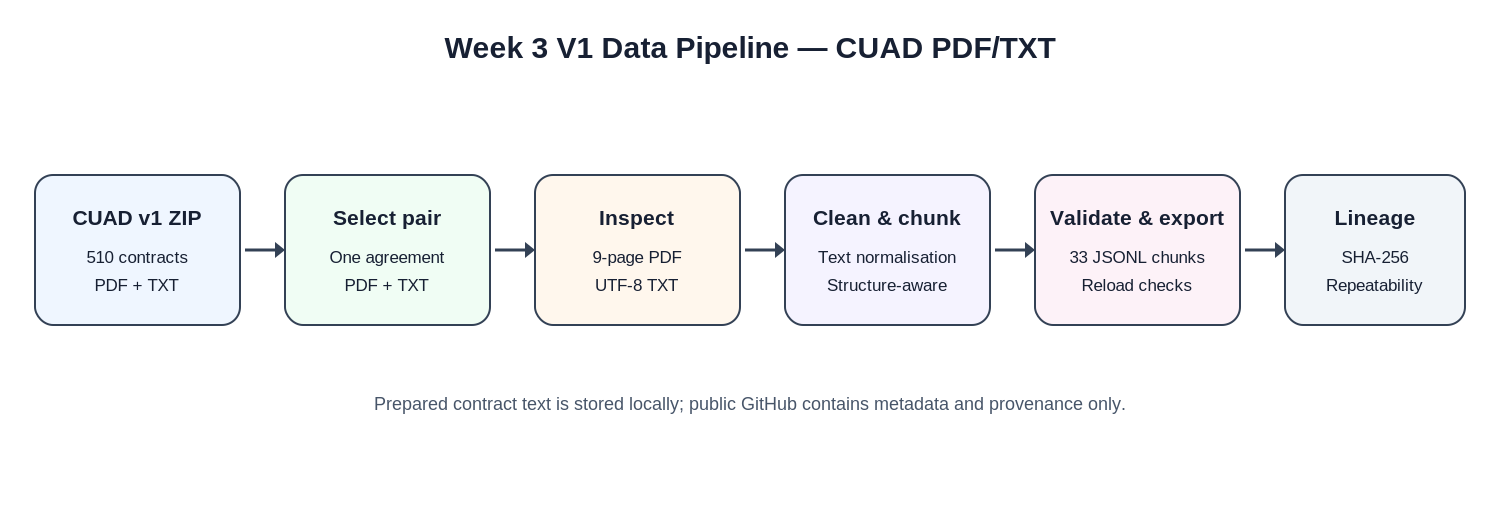 Week 3 V1 Data Pipeline — CUAD PDF/TXT
CUAD v1 ZIP
510 contracts
PDF + TXT
Select pair
One agreement
PDF + TXT
Inspect
9-page PDF
UTF-8 TXT
Clean & chunk
Text normalisation
Structure-aware
Validate & export
33 JSONL chunks
Reload checks
Lineage
SHA-256
Repeatability
Prepared contract text is stored locally; public GitHub contains metadata and provenance only.